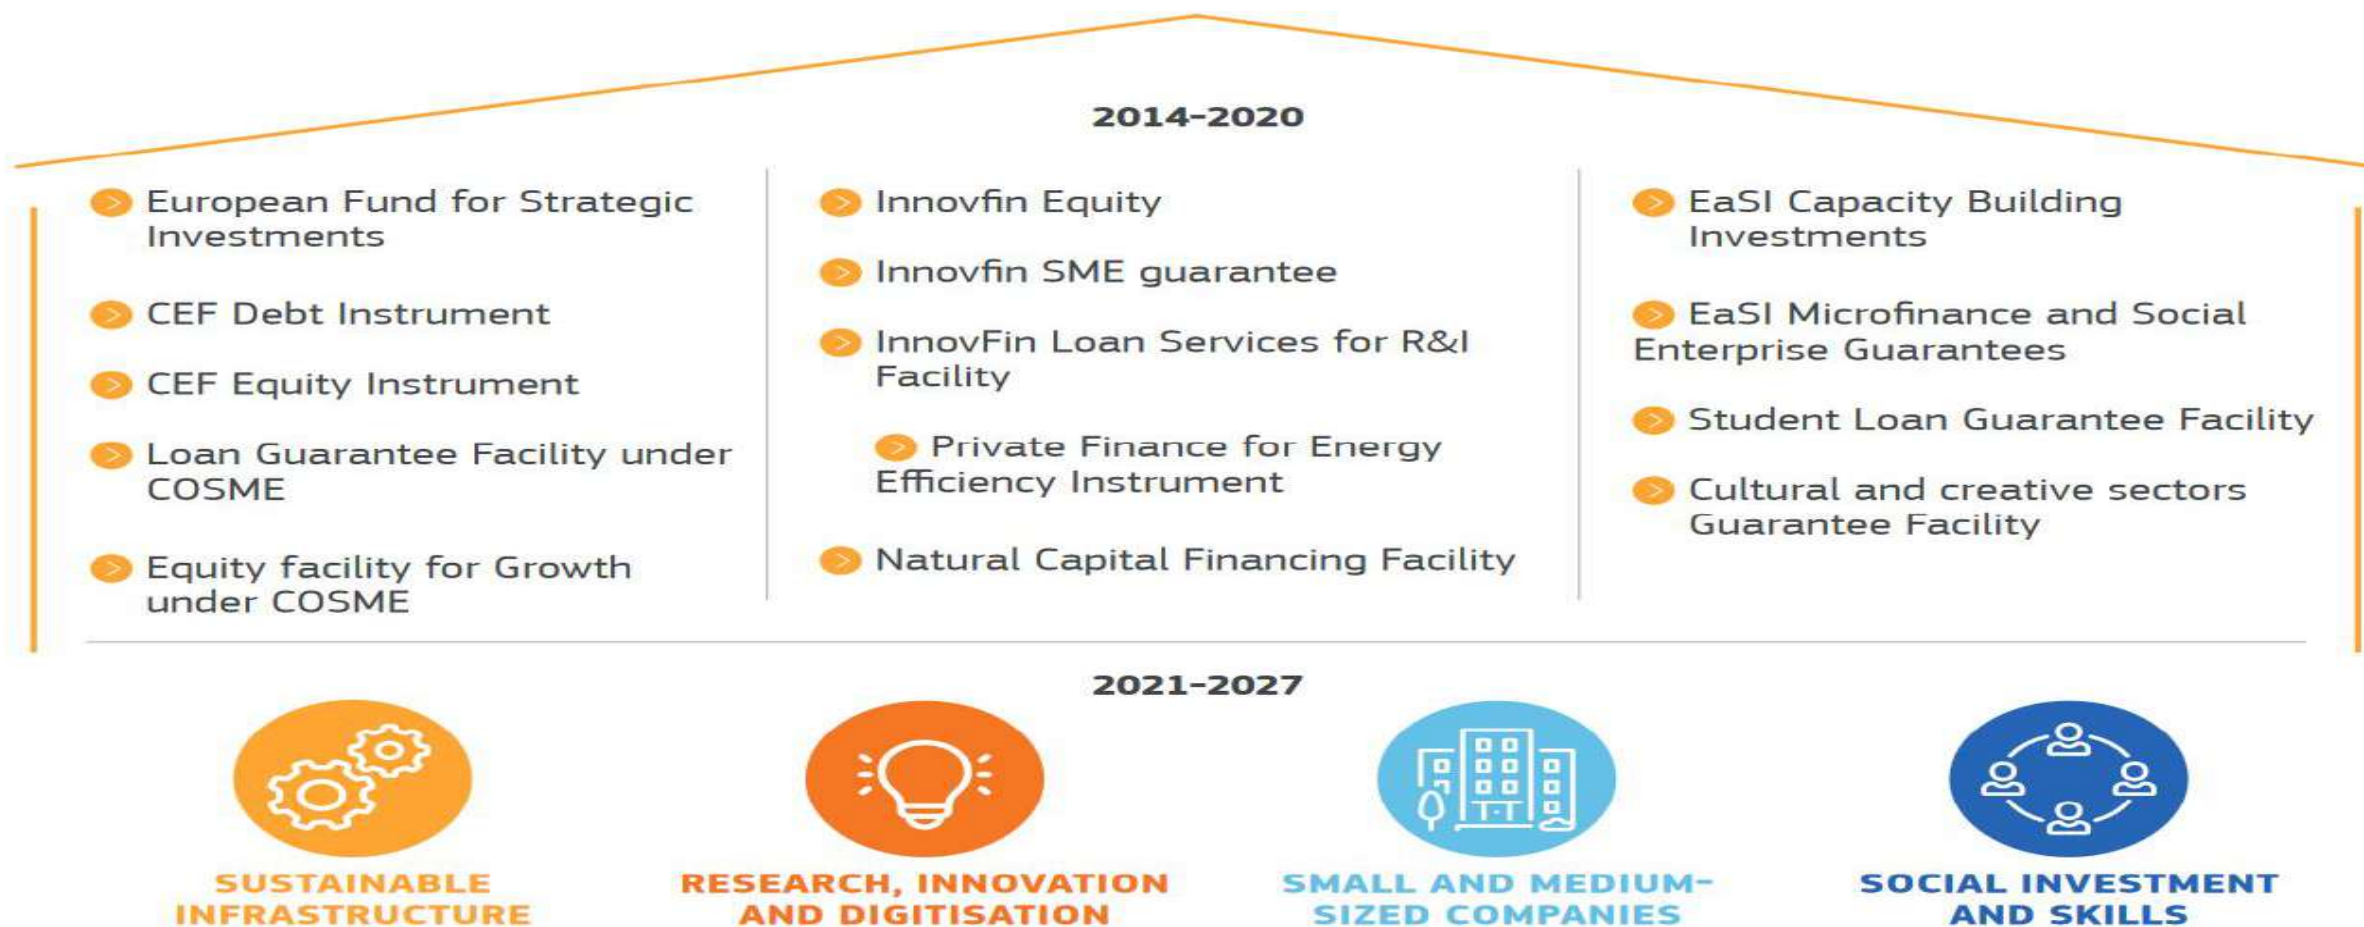 2014-2020
European Fund for Strategic
Investments
CEF Debt Instrument
CEF Equity Instrument
Loan Guarantee Facility under
COSME
Equity facility for Growth
under COSME
Innovfin Equity
Innovfin SME guarantee
InnovFin Loan Services for R&I
Facility
Private Finance for Energy
Efficiency Instrument
Natural Capital Financing Facility
EaSI Capacity Building
Investments
EaSI Microfinance and Social
Enterprise Guarantees
Student Loan Guarantee Facility
Cultural and creative sectors
Guarantee Facility
2021-2027
SUSTAINABLE
INFRASTRUCTURE
RESEARCH, INNOVATION
AND DIGITISATION
SMALL AND MEDIUM-
SIZED COMPANIES
SOCIAL INVESTMENT
AND SKILLS